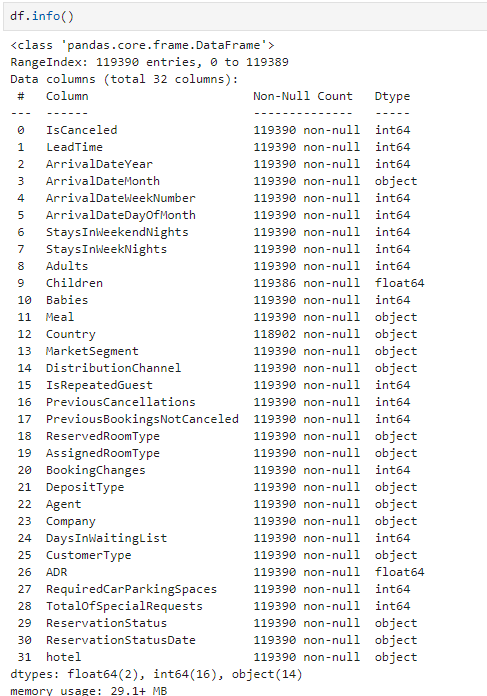 df.info()
<class 'pandas.core.frame.DataFrame'>
RangeIndex: 119390 entries, 0 to 119389
Data columns (total 32 columns):
 #   Column                       Non-Null Count   Dtype
---  ------                       --------------   -----
 0   IsCanceled                   119390 non-null  int64
 1   LeadTime                     119390 non-null  int64
 2   ArrivalDateYear              119390 non-null  int64
 3   ArrivalDateMonth             119390 non-null  object
 4   ArrivalDateWeekNumber        119390 non-null  int64
 5   ArrivalDateDayOfMonth        119390 non-null  int64
 6   StaysInWeekendNights         119390 non-null  int64
 7   StaysInWeekNights            119390 non-null  int64
 8   Adults                       119390 non-null  int64
 9   Children                     119386 non-null  float64
 10  Babies                       119390 non-null  int64
 11  Meal                         119390 non-null  object
 12  Country                      118902 non-null  object
 13  MarketSegment                119390 non-null  object
 14  DistributionChannel          119390 non-null  object
 15  IsRepeatedGuest              119390 non-null  int64
 16  PreviousCancellations        119390 non-null  int64
 17  PreviousBookingsNotCanceled  119390 non-null  int64
 18  ReservedRoomType             119390 non-null  object
 19  AssignedRoomType             119390 non-null  object
 20  BookingChanges               119390 non-null  int64
 21  DepositType                  119390 non-null  object
 22  Agent                        119390 non-null  object
 23  Company                      119390 non-null  object
 24  DaysInWaitingList            119390 non-null  int64
 25  CustomerType                 119390 non-null  object
 26  ADR                          119390 non-null  float64
 27  RequiredCarParkingSpaces     119390 non-null  int64
 28  TotalOfSpecialRequests       119390 non-null  int64
 29  ReservationStatus            119390 non-null  object
 30  ReservationStatusDate        119390 non-null  object
 31  hotel                        119390 non-null  object
dtypes: float64(2), int64(16), object(14)
memory usage: 29.1+ MB